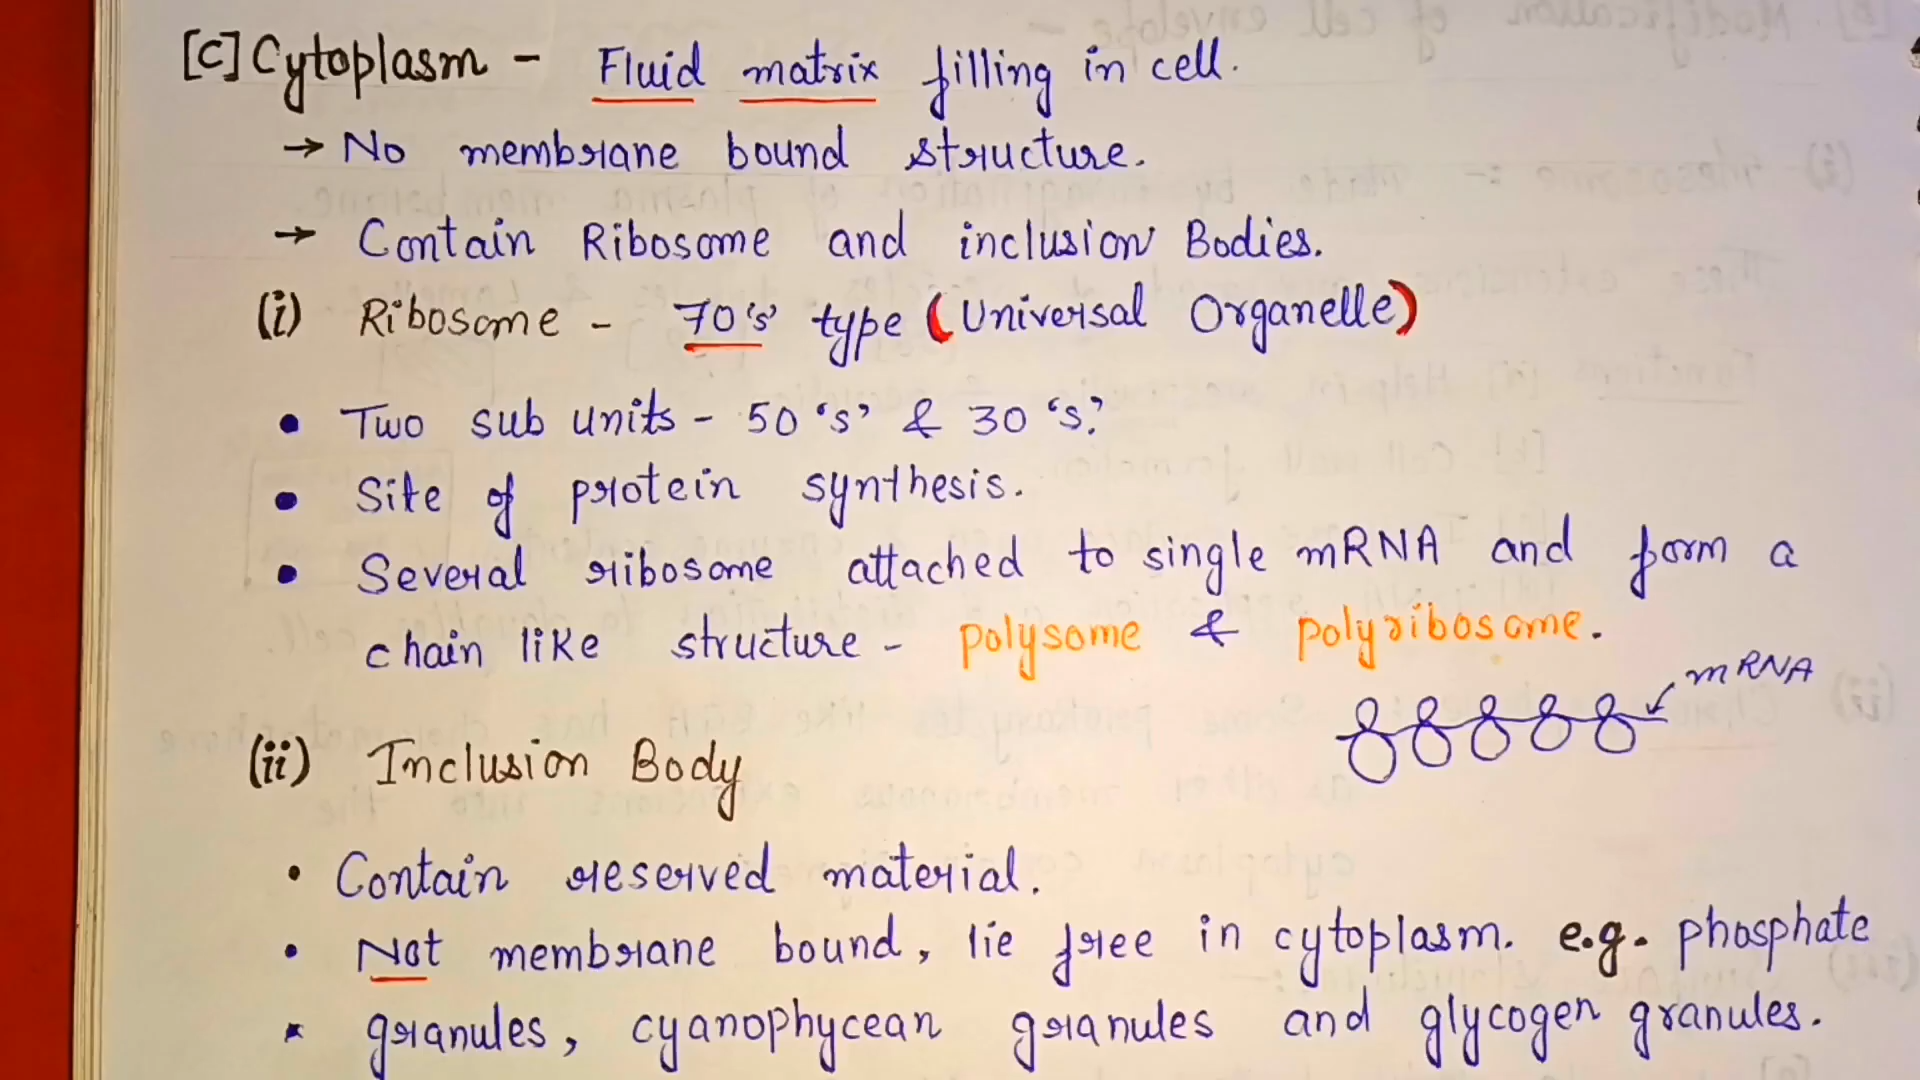 [C] Cytoplasm - Fluid matrix filling in cell.
→ No membrane bound structure.
→ Contain Ribosome and inclusion Bodies.
(i) Ribosome - 70's' type (Universal Organelle)
• Two sub units - 50 's' & 30 's'.
• Site of protein synthesis.
• Several ribosome attached to single mRNA and form a
chain like structure - polysome & polyribosome.
mRNA
(ii) Inclusion Body
• Contain reserved material.
• Not membrane bound, lie free in cytoplasm. e.g. phosphate
* granules, cyanophycean granules and glycogen granules.